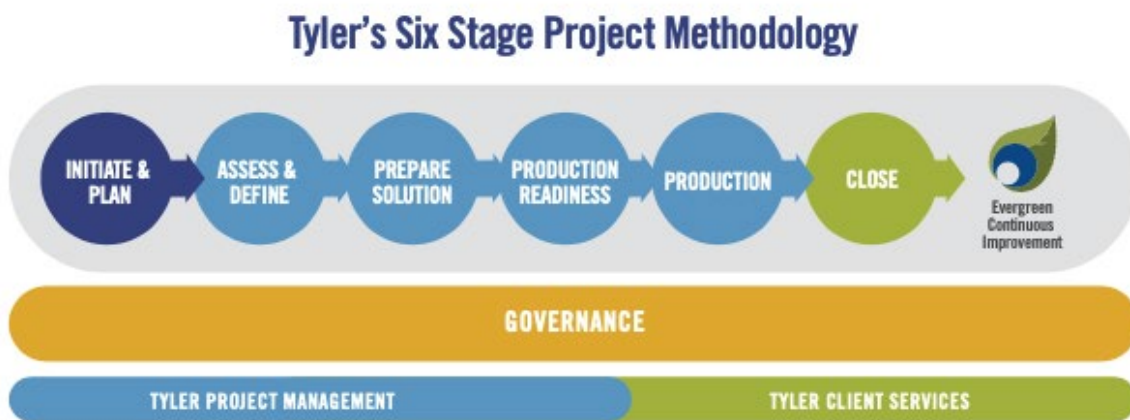 Tyler's Six Stage Project Methodology
INITIATE &
PLAN
ASSESS &
DEFINE
PREPARE
SOLUTION
PRODUCTION
READINESS
PRODUCTION
CLOSE
Evergreen
Continuous
Improvement
GOVERNANCE
TYLER PROJECT MANAGEMENT
TYLER CLIENT SERVICES